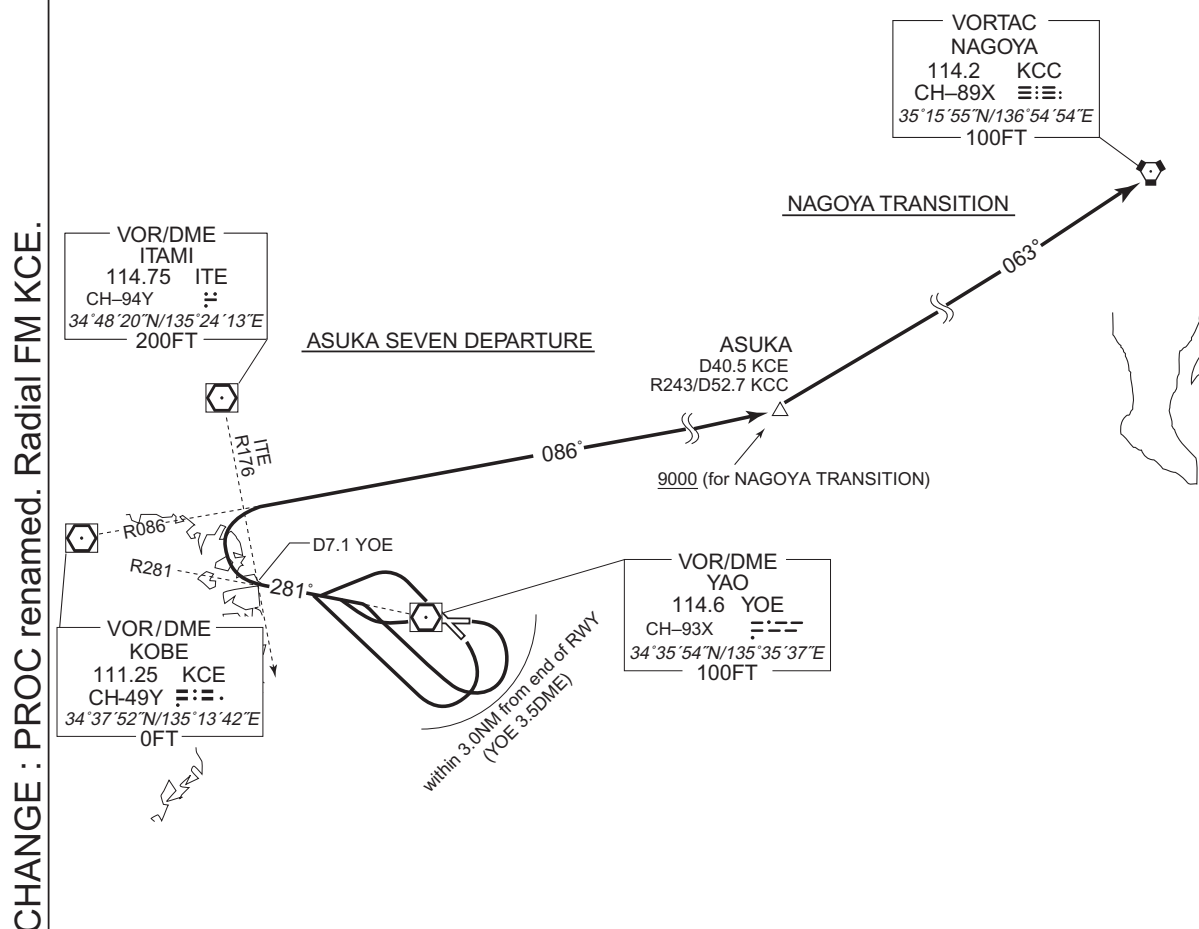 CHANGE : PROC renamed. Radial FM KCE.
VORTAC
NAGOYA
114.2 KCC
CH–89X
35°15´55˝N/136°54´54˝E
100FT
NAGOYA TRANSITION
063°
VOR/DME
ITAMI
114.75 ITE
CH–94Y
34°48´20˝N/135°24´13˝E
200FT
ASUKA SEVEN DEPARTURE
ASUKA
D40.5 KCE
R243/D52.7 KCC
086°
9000 (for NAGOYA TRANSITION)
ITE
R176
R086
R281
D7.1 YOE
281°
VOR/DME
YAO
114.6 YOE
CH–93X
34°35´54˝N/135°35´37˝E
100FT
VOR/DME
KOBE
111.25 KCE
CH-49Y
34°37´52˝N/135°13´42˝E
0FT
within 3.0NM from end of RWY
(YOE 3.5DME)